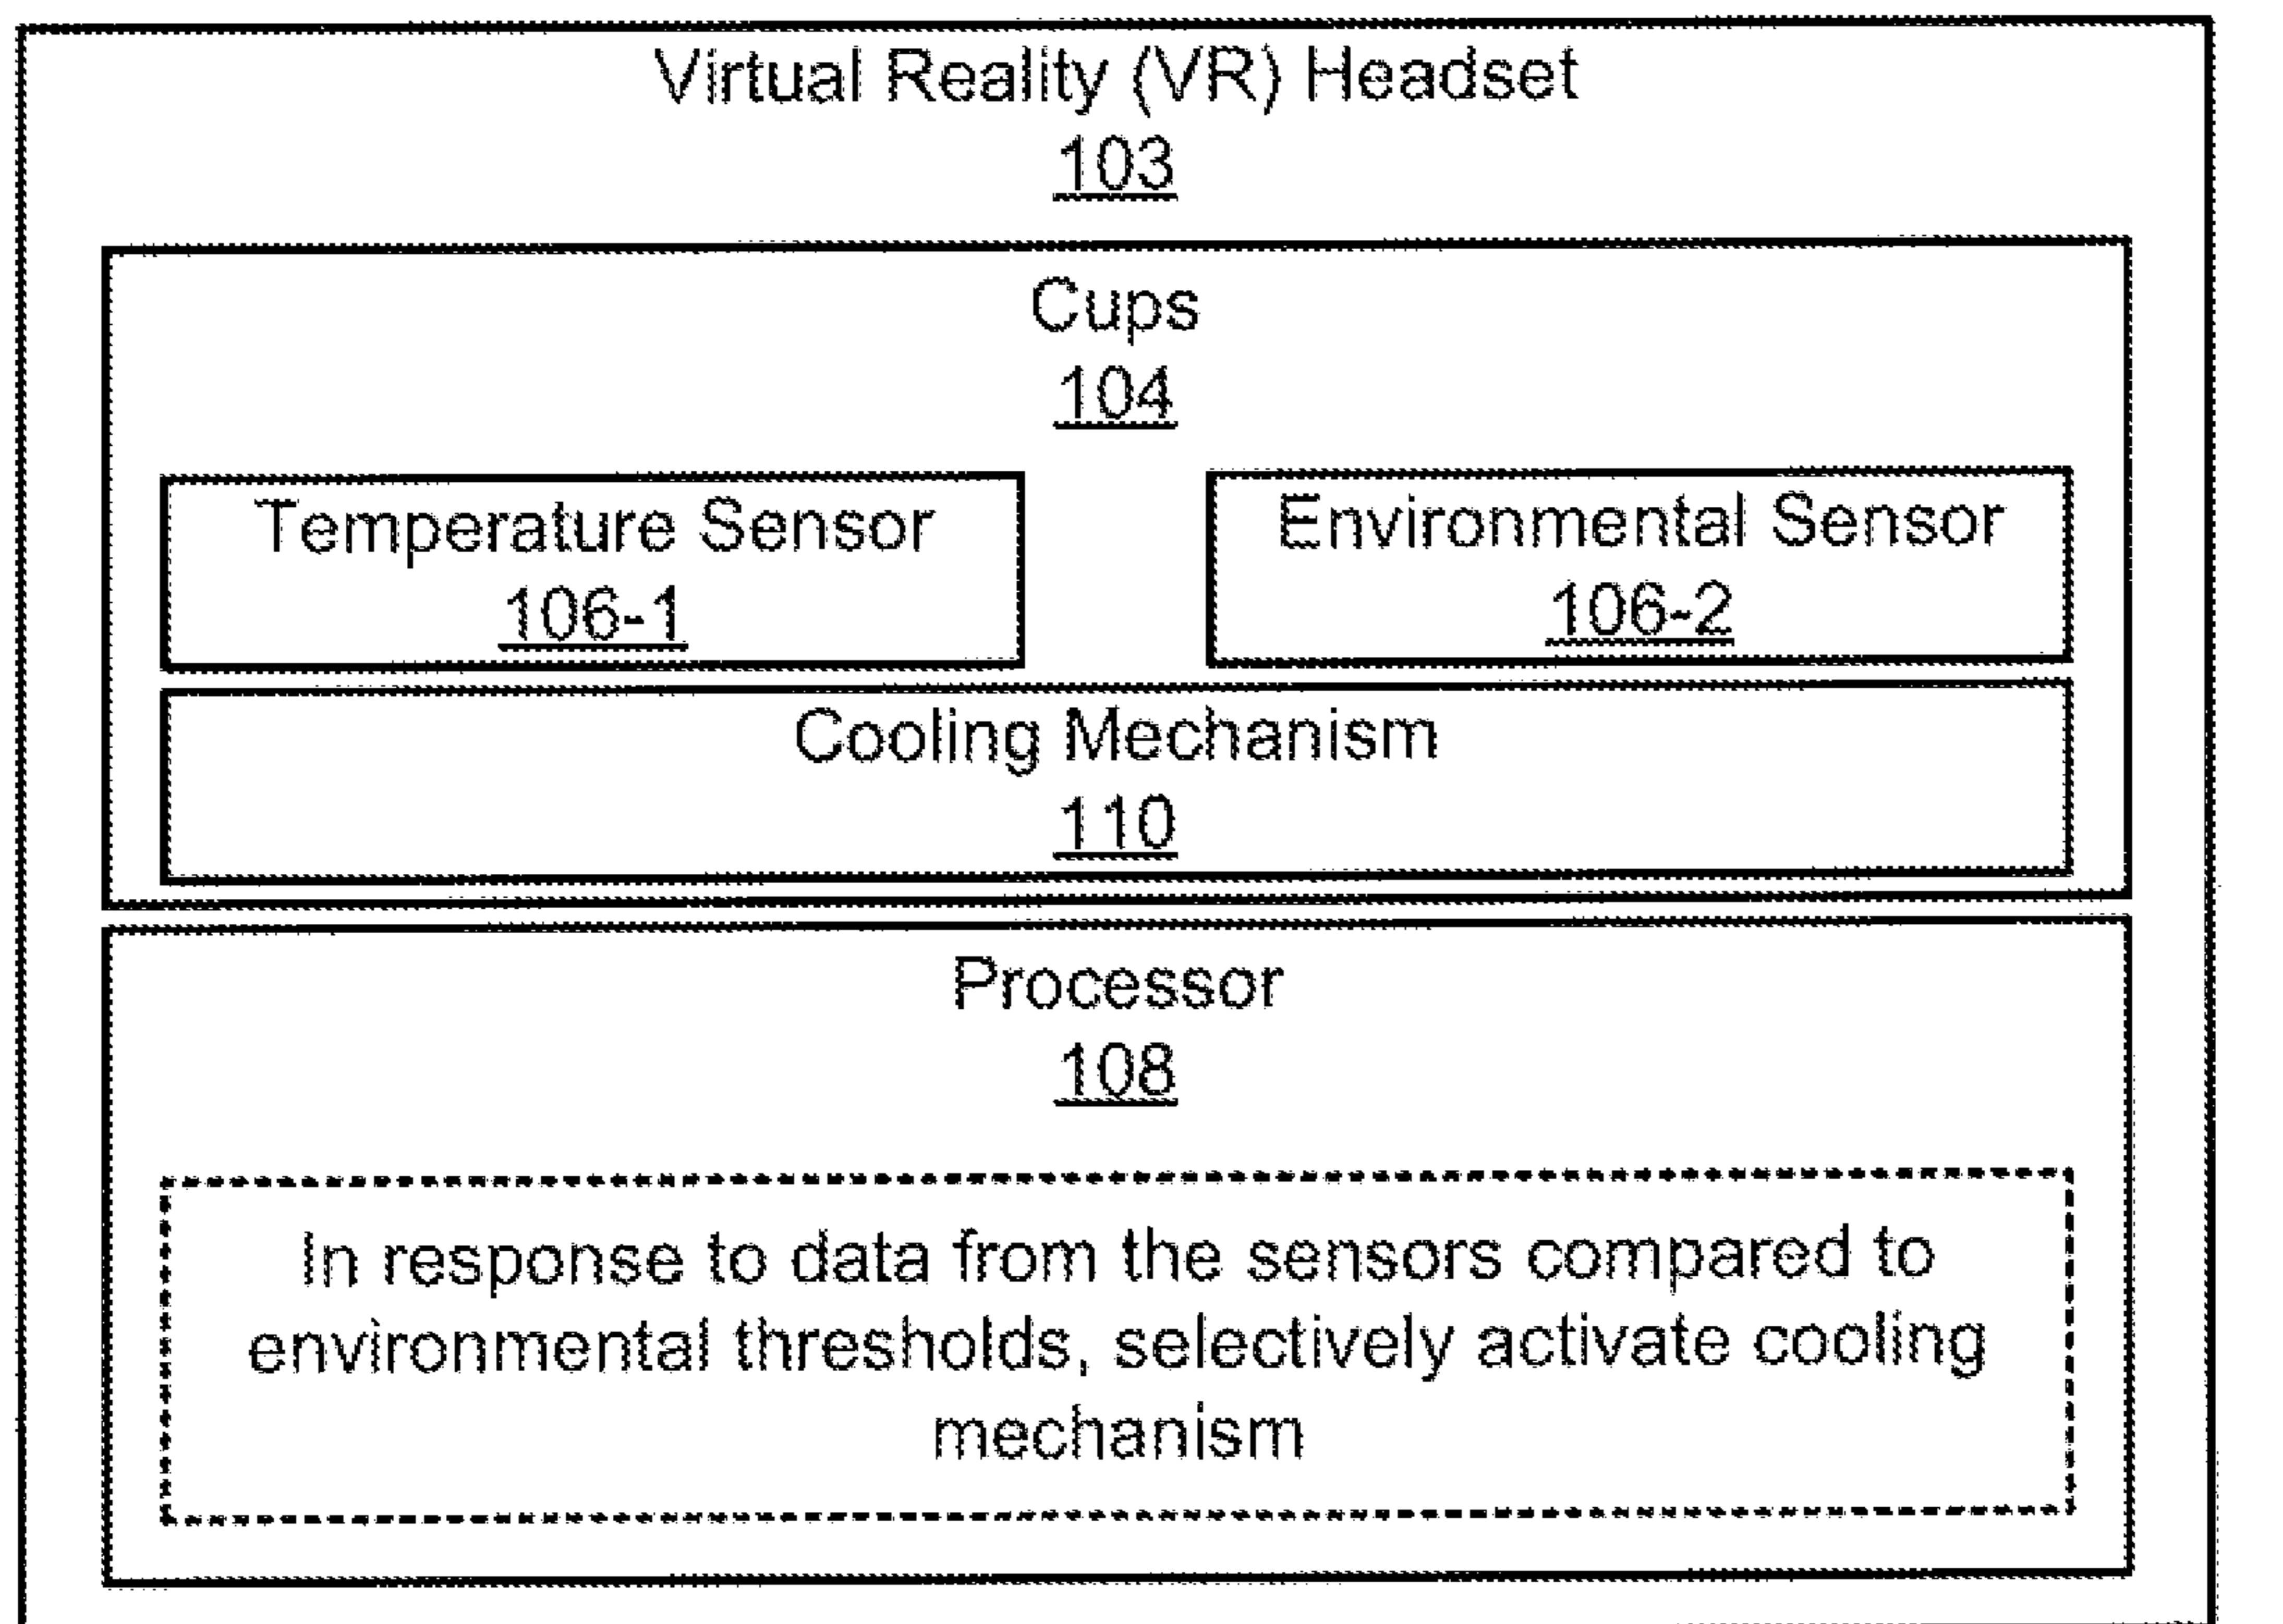 Virtual Reality (VR) Headset
103
Cups
104
Temperature Sensor
106-1
Environmental Sensor
106-2
Cooling Mechanism
110
Processor
108
In response to data from the sensors compared to
environmental thresholds, selectively activate cooling
mechanism